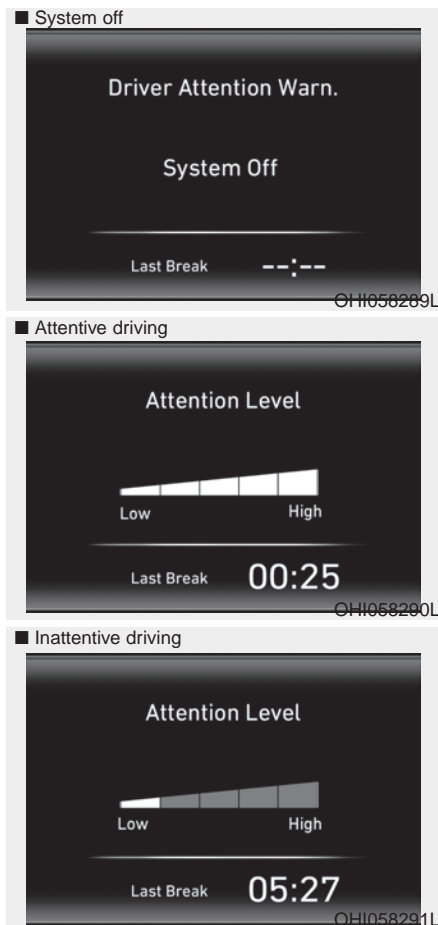 ■ System off
Driver Attention Warn.
System Off
Last Break --:--
OHI058289L
■ Attentive driving
Attention Level
Low High
Last Break 00:25
OHI058290L
■ Inattentive driving
Attention Level
Low High
Last Break 05:27
OHI058291L